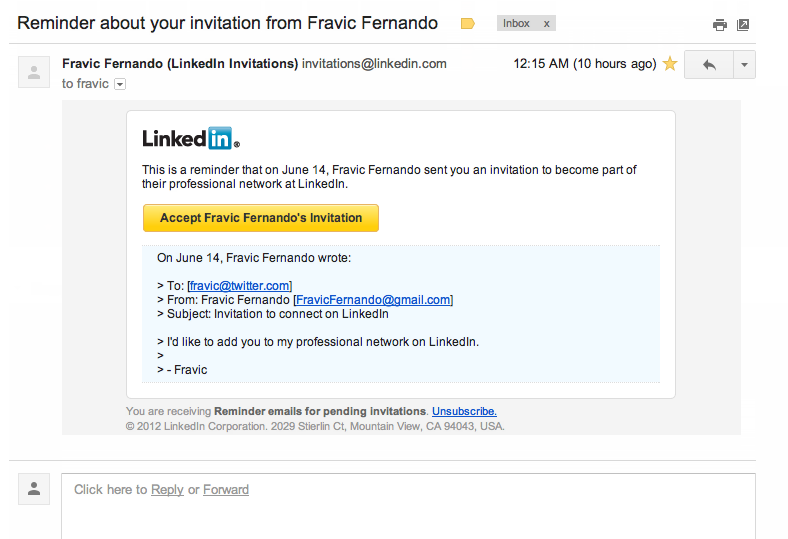 Reminder about your invitation from Fravic Fernando Inbox x
Fravic Fernando (LinkedIn Invitations) invitations@linkedin.com 12:15 AM (10 hours ago)
to fravic
Linkedin®
This is a reminder that on June 14, Fravic Fernando sent you an invitation to become part of
their professional network at LinkedIn.
Accept Fravic Fernando's Invitation
On June 14, Fravic Fernando wrote:
> To: [fravic@twitter.com]
> From: Fravic Fernando [FravicFernando@gmail.com]
> Subject: Invitation to connect on LinkedIn
> I'd like to add you to my professional network on LinkedIn.
>
> - Fravic
You are receiving Reminder emails for pending invitations. Unsubscribe.
© 2012 LinkedIn Corporation. 2029 Stierlin Ct, Mountain View, CA 94043, USA.
Click here to Reply or Forward